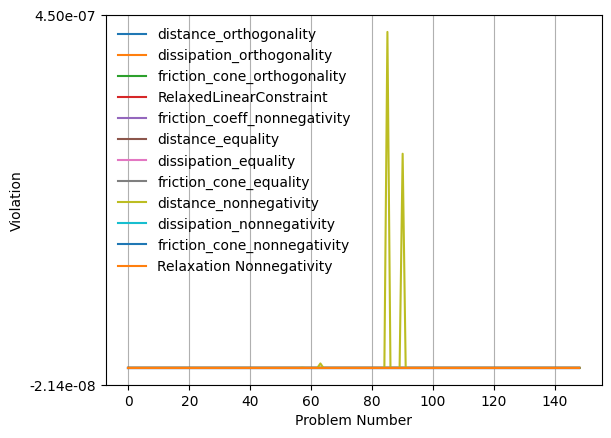 4.50e-07
distance_orthogonality
dissipation_orthogonality
friction_cone_orthogonality
RelaxedLinearConstraint
friction_coeff_nonnegativity
distance_equality
dissipation_equality
friction_cone_equality
distance_nonnegativity
dissipation_nonnegativity
friction_cone_nonnegativity
Relaxation Nonnegativity
Violation
-2.14e-08
0 20 40 60 80 100 120 140
Problem Number